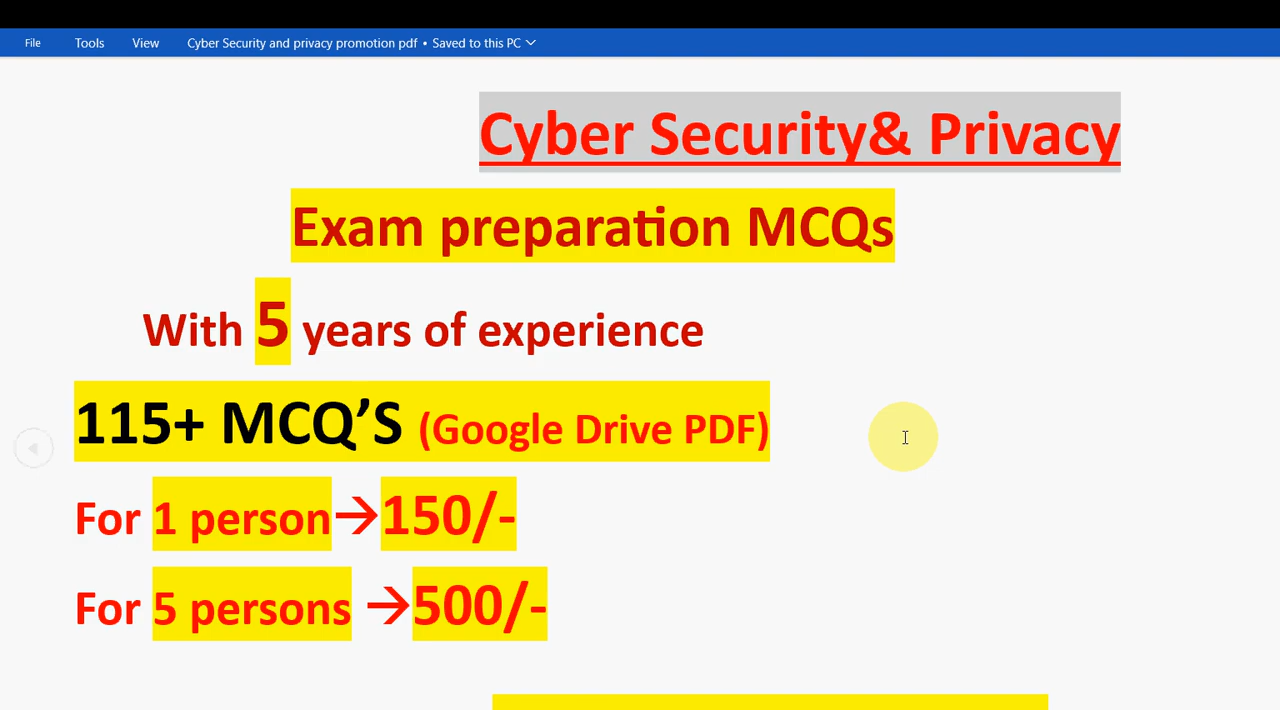 File Tools View Cyber Security and privacy promotion pdf • Saved to this PC
Cyber Security& Privacy
Exam preparation MCQs
With 5 years of experience
115+ MCQ’S (Google Drive PDF)
For 1 person→150/-
For 5 persons →500/-